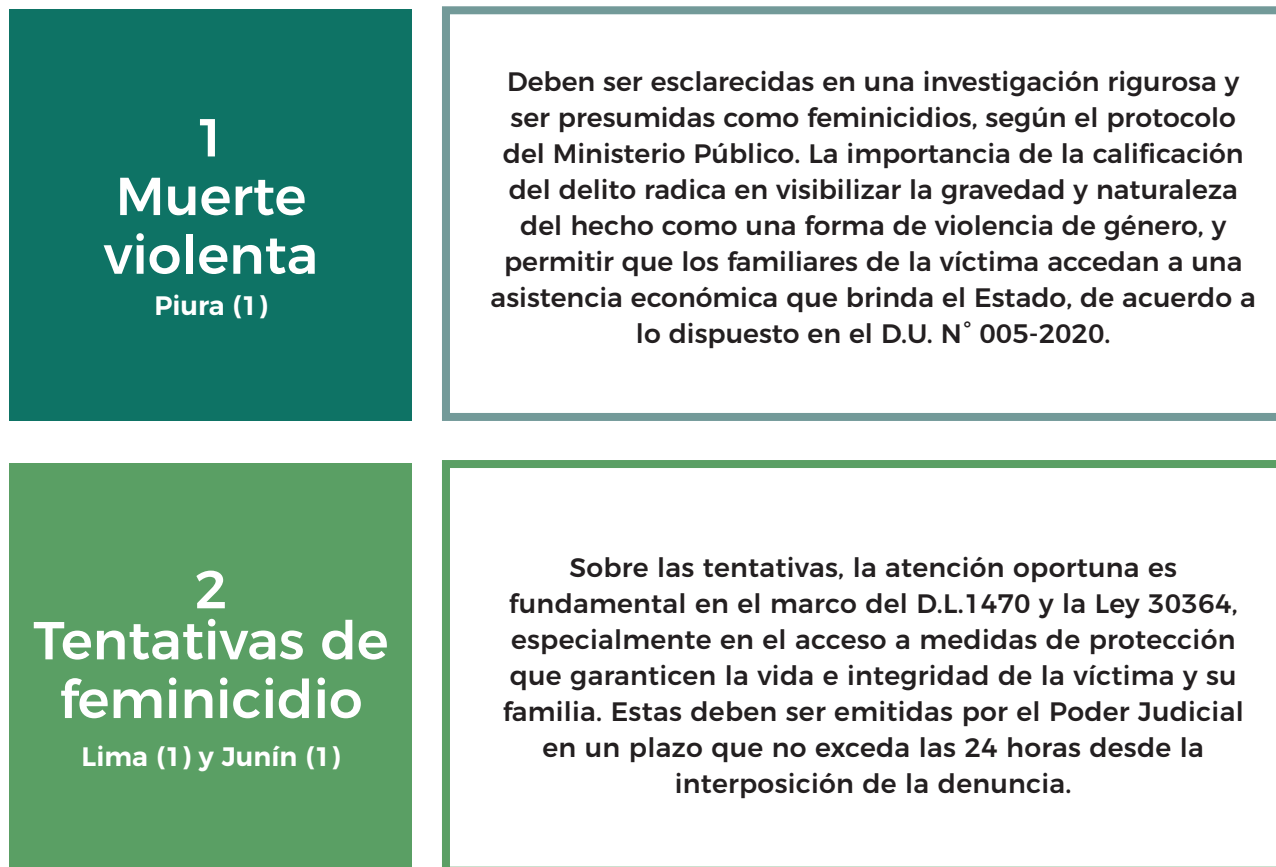 1
Muerte
violenta
Piura (1)
Deben ser esclarecidas en una investigación rigurosa y
ser presumidas como feminicidios, según el protocolo
del Ministerio Público. La importancia de la calificación
del delito radica en visibilizar la gravedad y naturaleza
del hecho como una forma de violencia de género, y
permitir que los familiares de la víctima accedan a una
asistencia económica que brinda el Estado, de acuerdo a
lo dispuesto en el D.U. N° 005-2020.
2
Tentativas de
feminicidio
Lima (1) y Junín (1)
Sobre las tentativas, la atención oportuna es
fundamental en el marco del D.L.1470 y la Ley 30364,
especialmente en el acceso a medidas de protección
que garanticen la vida e integridad de la víctima y su
familia. Estas deben ser emitidas por el Poder Judicial
en un plazo que no exceda las 24 horas desde la
interposición de la denuncia.